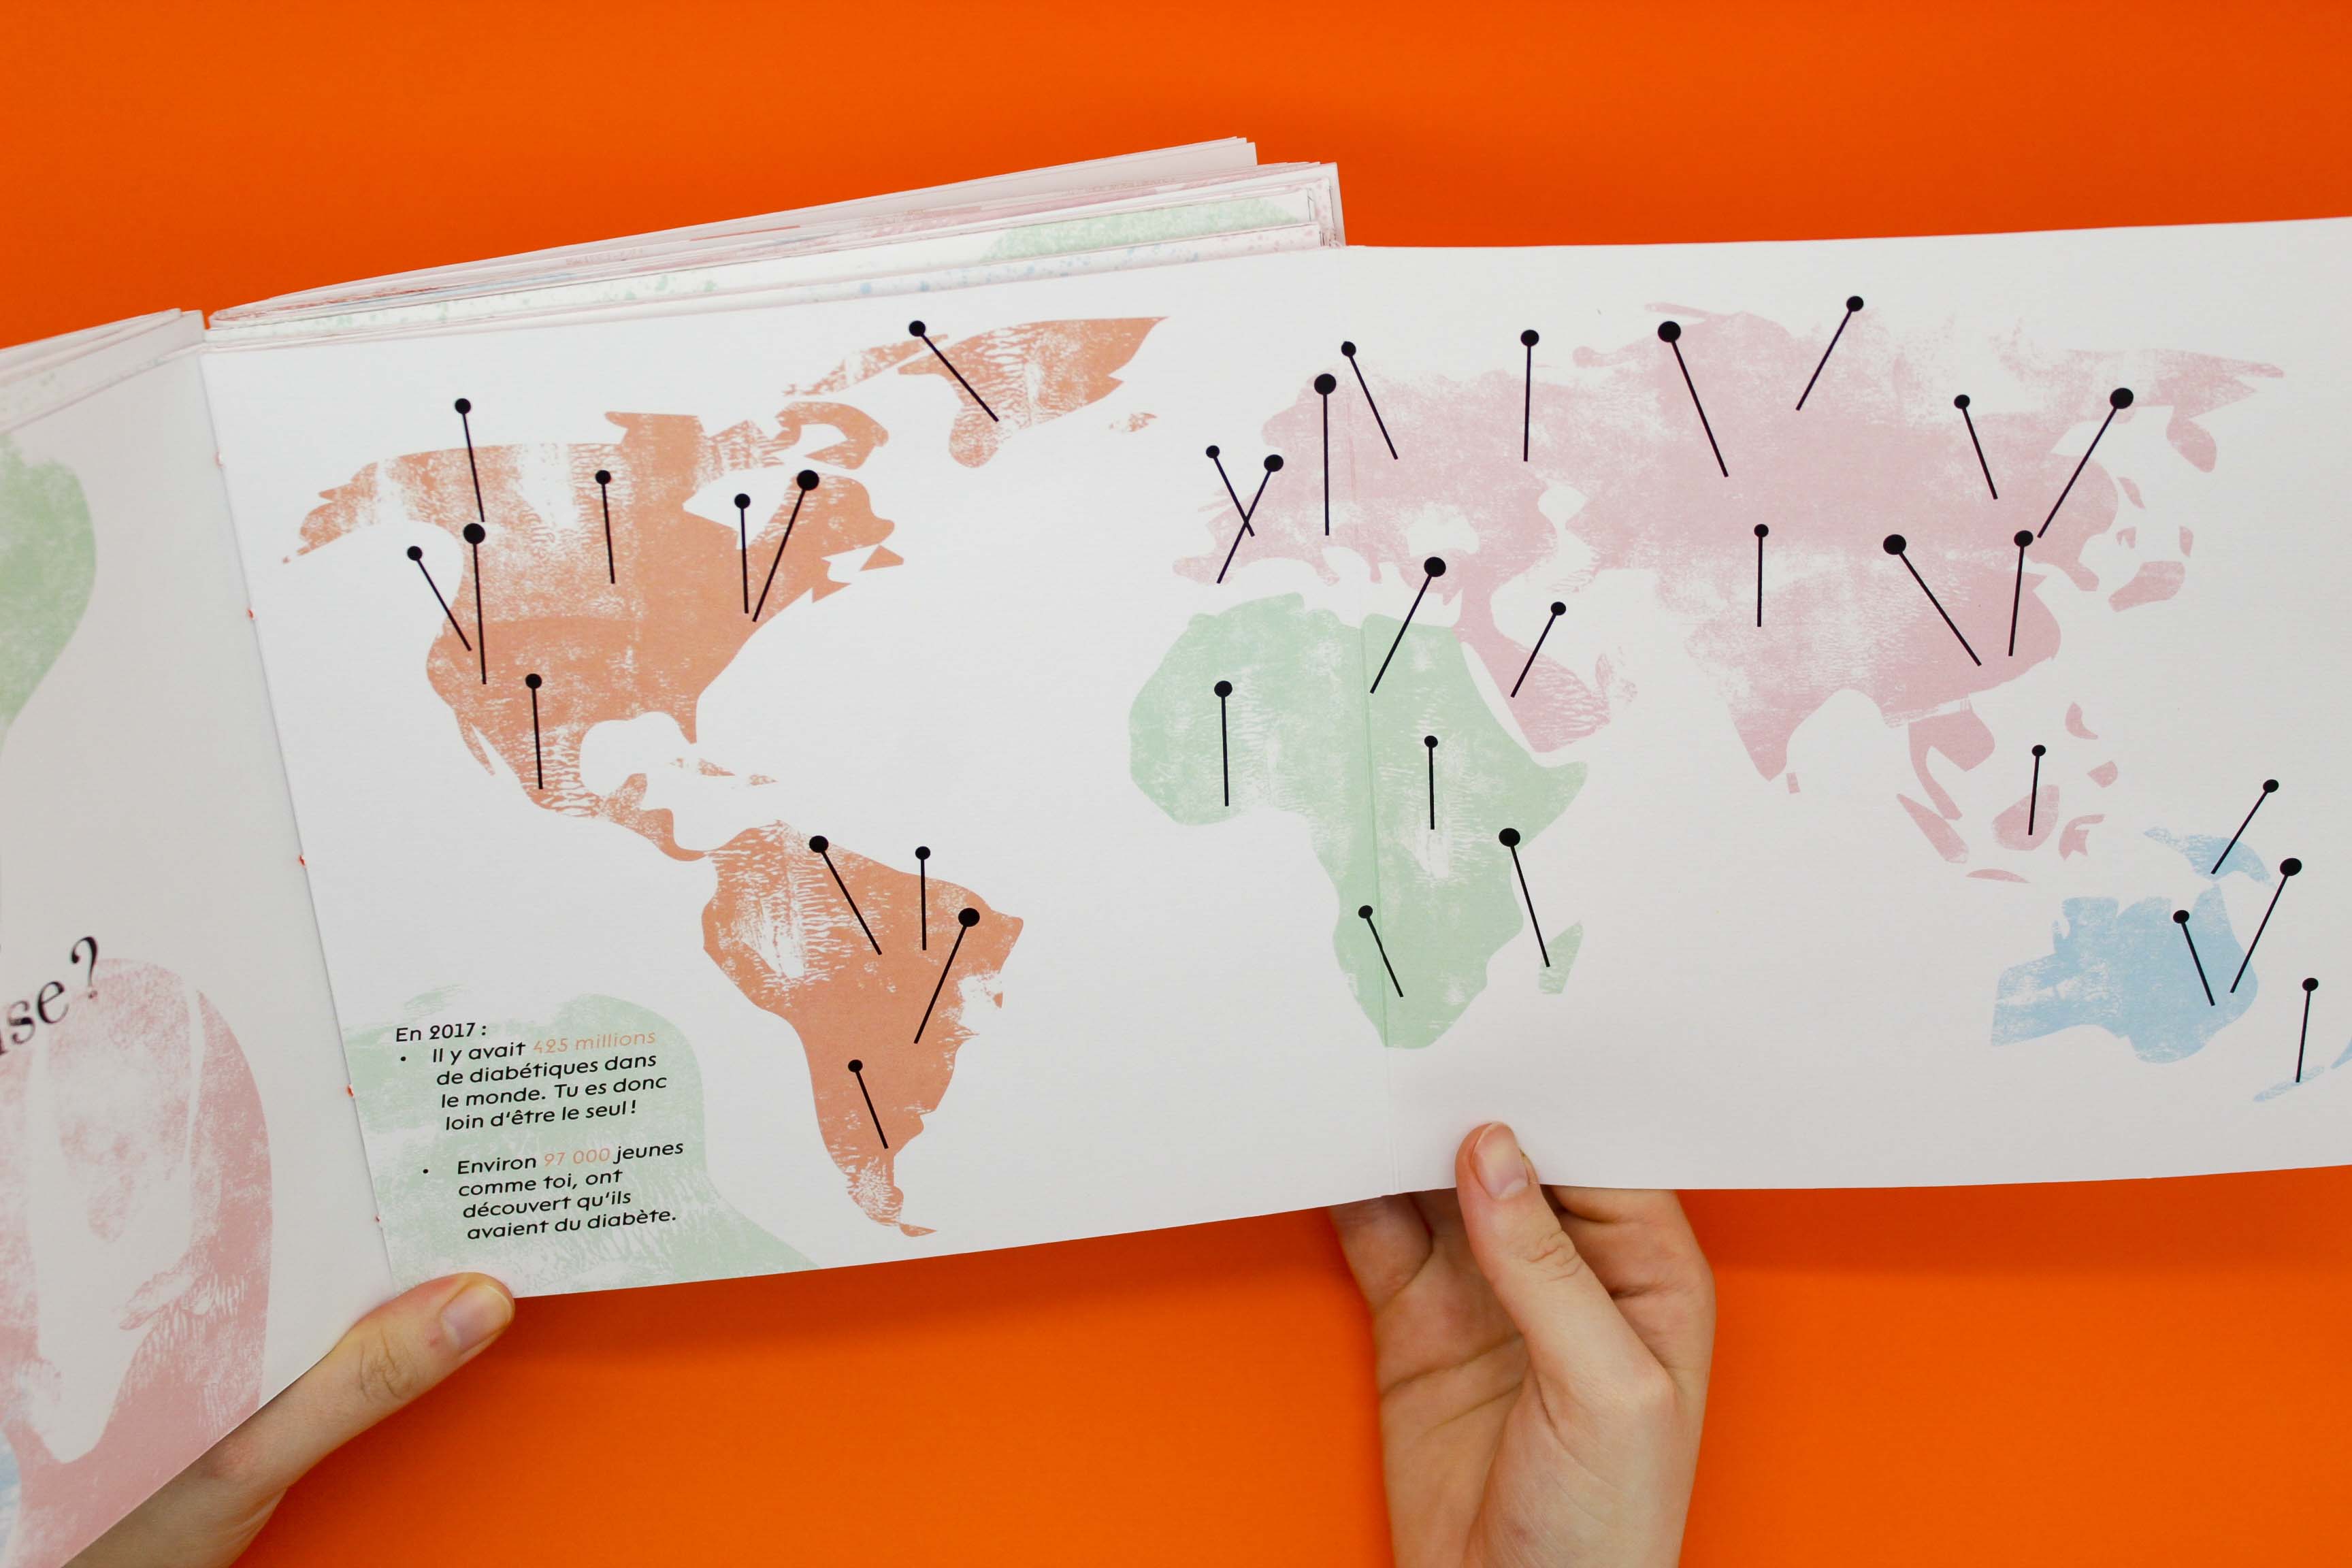 se?
En 2017 :
• Il y avait 425 millions
de diabétiques dans
le monde. Tu es donc
loin d'être le seul !
• Environ 97 000 jeunes
comme toi, ont
découvert qu'ils
avaient du diabète.